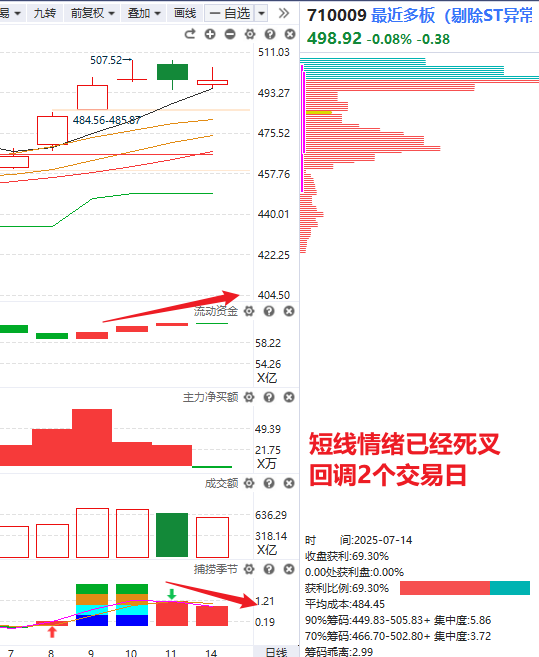 易 九转 前复权 叠加 画线 一 自选
710009 最近多板（剔除ST异常
498.92 -0.08% -0.38
507.52
484.56-485.87
511.03
493.27
475.52
457.76
440.01
422.25
404.50
流动资金
58.22
54.26
X亿
主力净买额
49.39
21.75
X万
成交额
636.29
318.14
X亿
捕捞季节
1.21
0.19
7 8 9 10 11 14 日线
短线情绪已经死叉
回调2个交易日
时 间:2025-07-14
收盘获利:69.30%
0.00处获利盘:0.00%
获利比例:69.30%
平均成本:484.45
90%筹码:449.83-505.83+ 集中度:5.86
70%筹码:466.70-502.80+ 集中度:3.72
筹码乖离:2.99